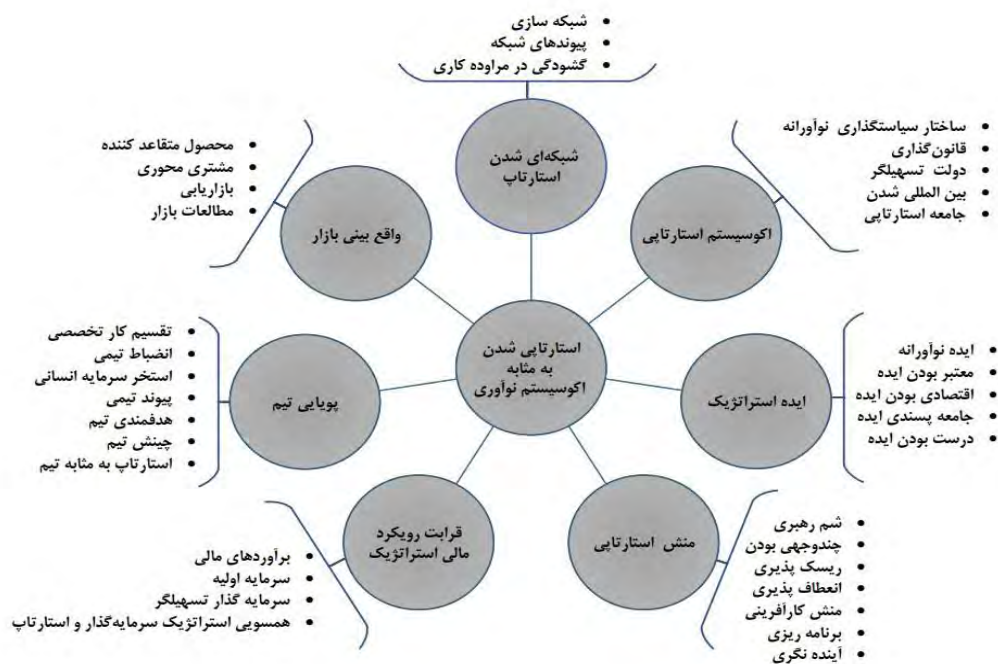 شبکه سازی
پیوندهای شبکه
گشودگی در مراوده کاری
شبکه‌ای شدن
استارتاپ
ساختار سیاستگذاری نوآورانه
قانون‌گذاری
دولت تسهیلگر
بین المللی شدن
جامعه استارتاپی
اکوسیستم استارتاپی
محصول متقاعد کننده
مشتری محوری
بازاریابی
مطالعات بازار
واقع بینی بازار
استارتاپی شدن
به مثابه
اکوسیستم نوآوری
ایده نوآورانه
معتبر بودن ایده
اقتصادی بودن ایده
جامعه پسندی ایده
درست بودن ایده
ایده استراتژیک
تقسیم کار تخصصی
انضباط تیمی
استخر سرمایه انسانی
پیوند تیمی
هدفمندی تیم
چینش تیم
استارتاپ به مثابه تیم
پویایی تیم
شم رهبری
چندوجهی بودن
ریسک پذیری
انعطاف پذیری
منش کارآفرینی
برنامه ریزی
آینده نگری
منش استارتاپی
قرابت رویکرد
مالی استراتژیک
برآوردهای مالی
سرمایه اولیه
سرمایه گذار تسهیلگر
همسویی استراتژیک سرمایه‌گذار و استارتاپ